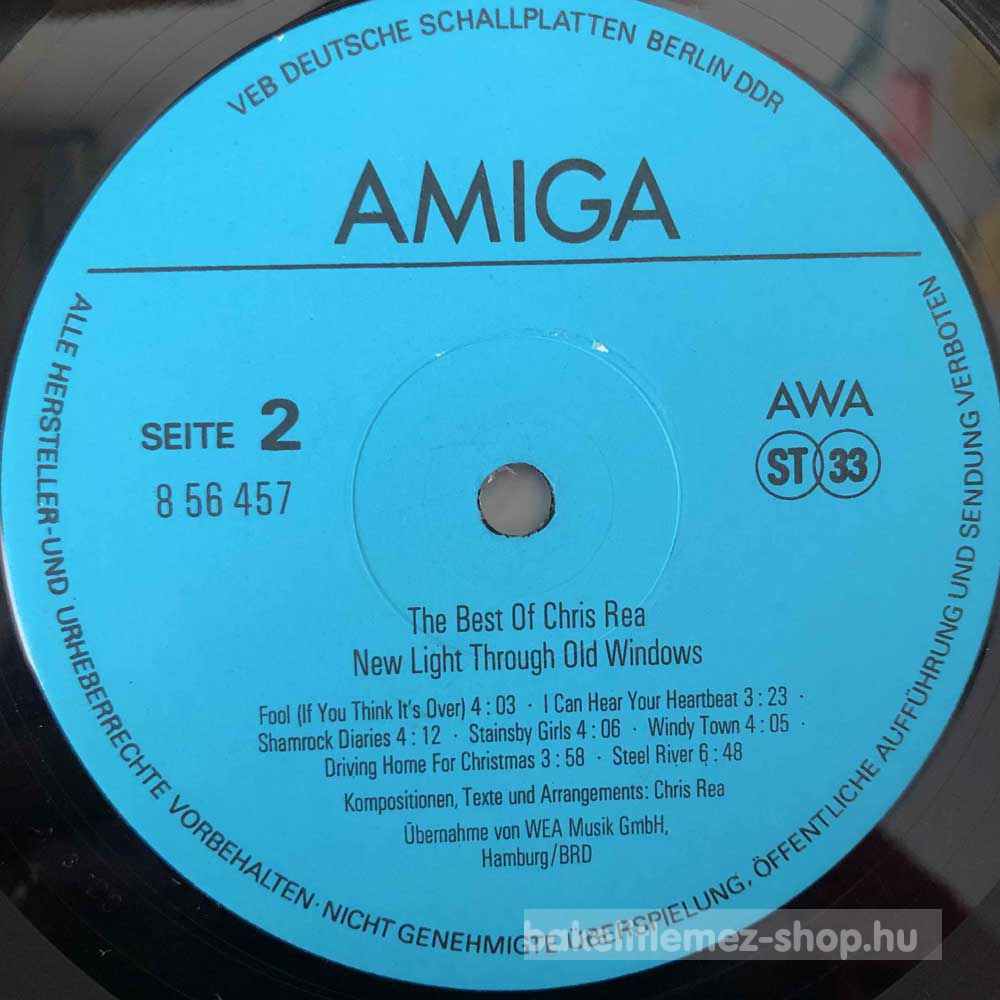 VEB DEUTSCHE SCHALLPLATTEN BERLIN DDR
AMIGA
SEITE 2
8 56 457
AWA
ST 33
The Best Of Chris Rea
New Light Through Old Windows
Fool (If You Think It's Over) 4 : 03 · I Can Hear Your Heartbeat 3 : 23 ·
Shamrock Diaries 4 : 12 · Stainsby Girls 4 : 06 · Windy Town 4 : 05 ·
Driving Home For Christmas 3 : 58 · Steel River 6 : 48
Kompositionen, Texte und Arrangements: Chris Rea
Übernahme von WEA Musik GmbH,
Hamburg/BRD
ALLE HERSTELLER-UND URHEBERRECHTE VORBEHALTEN·NICHT GENEHMIGTE ÜBERSPIELUNG, ÖFFENTLICHE AUFFÜHRUNG UND SENDUNG VERBOTEN
bakelitlemez-shop.hu